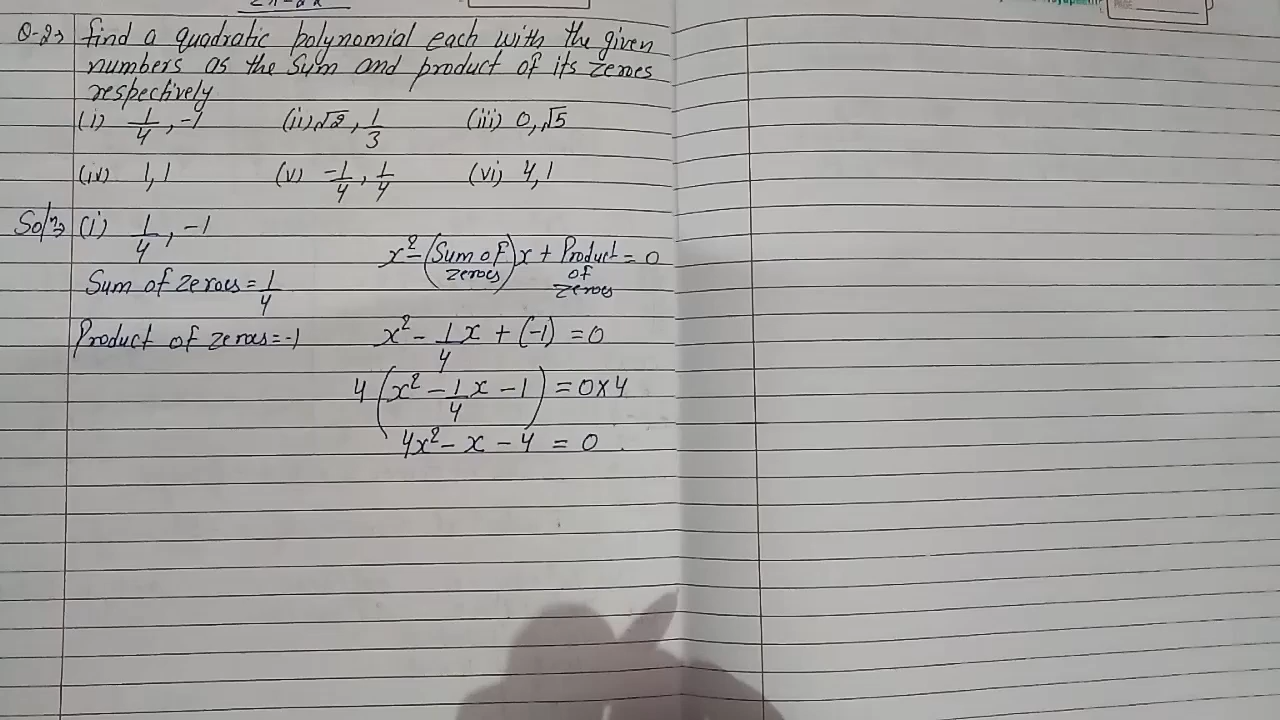 Q-2⇒ find a quadratic polynomial each with the given
numbers as the sum and product of its zeroes
respectively
(i) 1/4, -1 (ii) √2, 1/3 (iii) 0, √5
(iv) 1,1 (v) -1/4, 1/4 (vi) 4,1
Sol⇒ (i) 1/4, -1
x² - (Sum of zeroes)x + Product of zeroes = 0
Sum of zeroes = 1/4
Product of zeroes = -1 x² - 1/4 x + (-1) = 0
4(x² - 1/4 x - 1) = 0×4
4x² - x - 4 = 0.